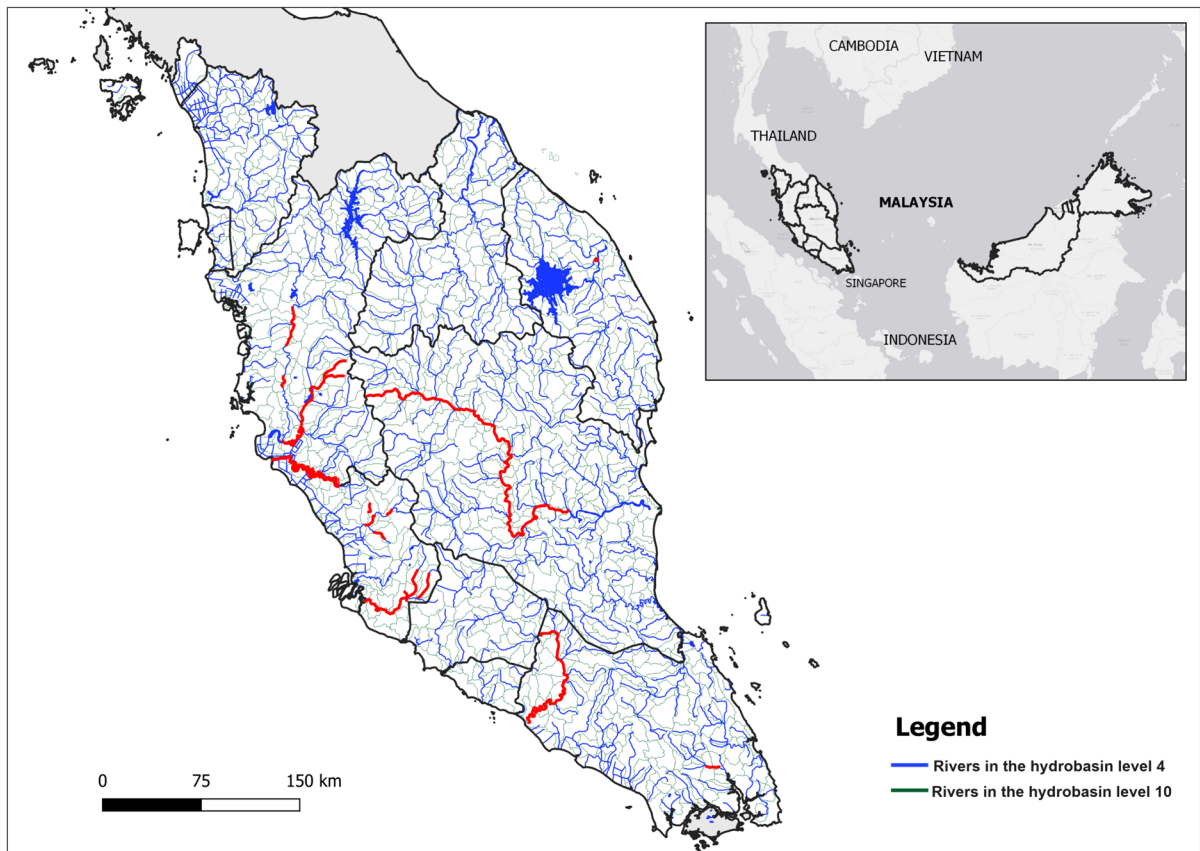 CAMBODIA
VIETNAM
THAILAND
MALAYSIA
SINGAPORE
INDONESIA
Legend
Rivers in the hydrobasin level 4
Rivers in the hydrobasin level 10
0 75 150 km